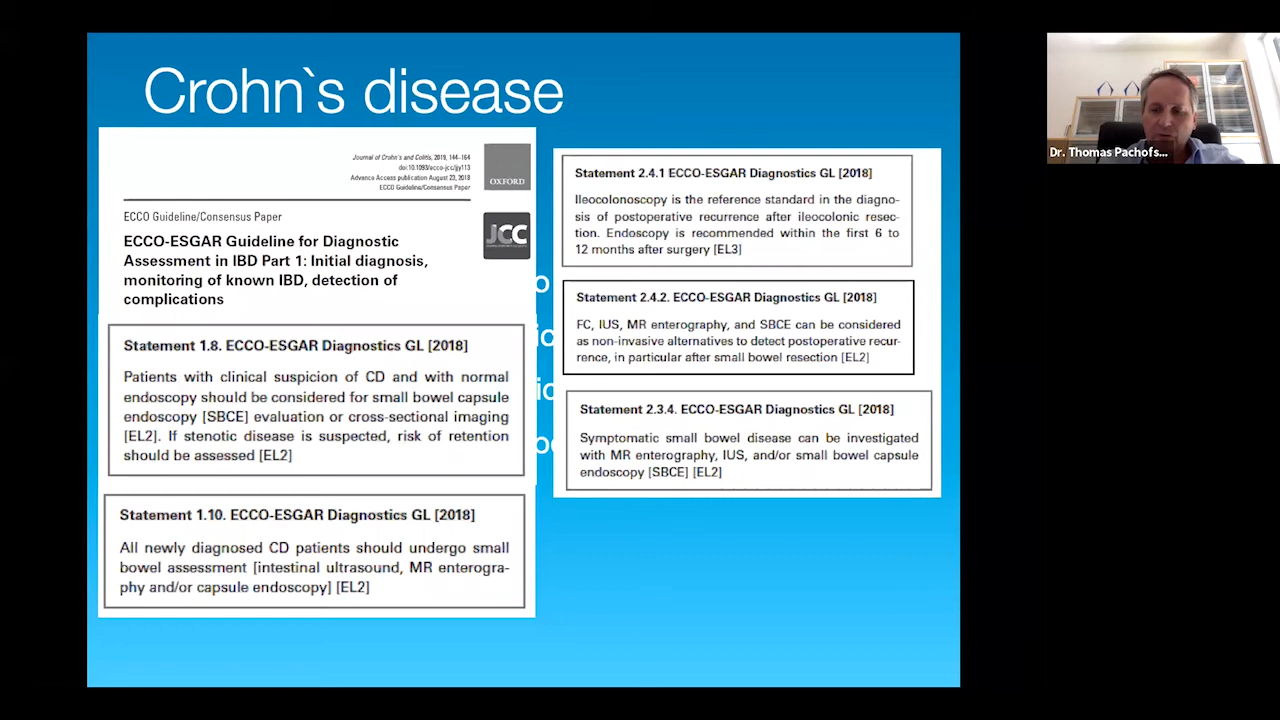 Crohn`s disease
Journal of Crohn's and Colitis, 2019, 144–164
doi:10.1093/ecco-jcc/jjy113
Advance Access publication August 23, 2018
ECCO Guideline/Consensus Paper
OXFORD
ECCO Guideline/Consensus Paper
JCC
ECCO-ESGAR Guideline for Diagnostic
Assessment in IBD Part 1: Initial diagnosis,
monitoring of known IBD, detection of
complications
Statement 1.8. ECCO-ESGAR Diagnostics GL [2018]
Patients with clinical suspicion of CD and with normal
endoscopy should be considered for small bowel capsule
endoscopy [SBCE] evaluation or cross-sectional imaging
[EL2]. If stenotic disease is suspected, risk of retention
should be assessed [EL2]
Statement 1.10. ECCO-ESGAR Diagnostics GL [2018]
All newly diagnosed CD patients should undergo small
bowel assessment [intestinal ultrasound, MR enterogra-
phy and/or capsule endoscopy] [EL2]
Statement 2.4.1 ECCO-ESGAR Diagnostics GL [2018]
Ileocolonoscopy is the reference standard in the diagno-
sis of postoperative recurrence after ileocolonic resec-
tion. Endoscopy is recommended within the first 6 to
12 months after surgery [EL3]
Statement 2.4.2. ECCO-ESGAR Diagnostics GL [2018]
FC, IUS, MR enterography, and SBCE can be considered
as non-invasive alternatives to detect postoperative recur-
rence, in particular after small bowel resection [EL2]
Statement 2.3.4. ECCO-ESGAR Diagnostics GL [2018]
Symptomatic small bowel disease can be investigated
with MR enterography, IUS, and/or small bowel capsule
endoscopy [SBCE] [EL2]
Dr. Thomas Pachofs...